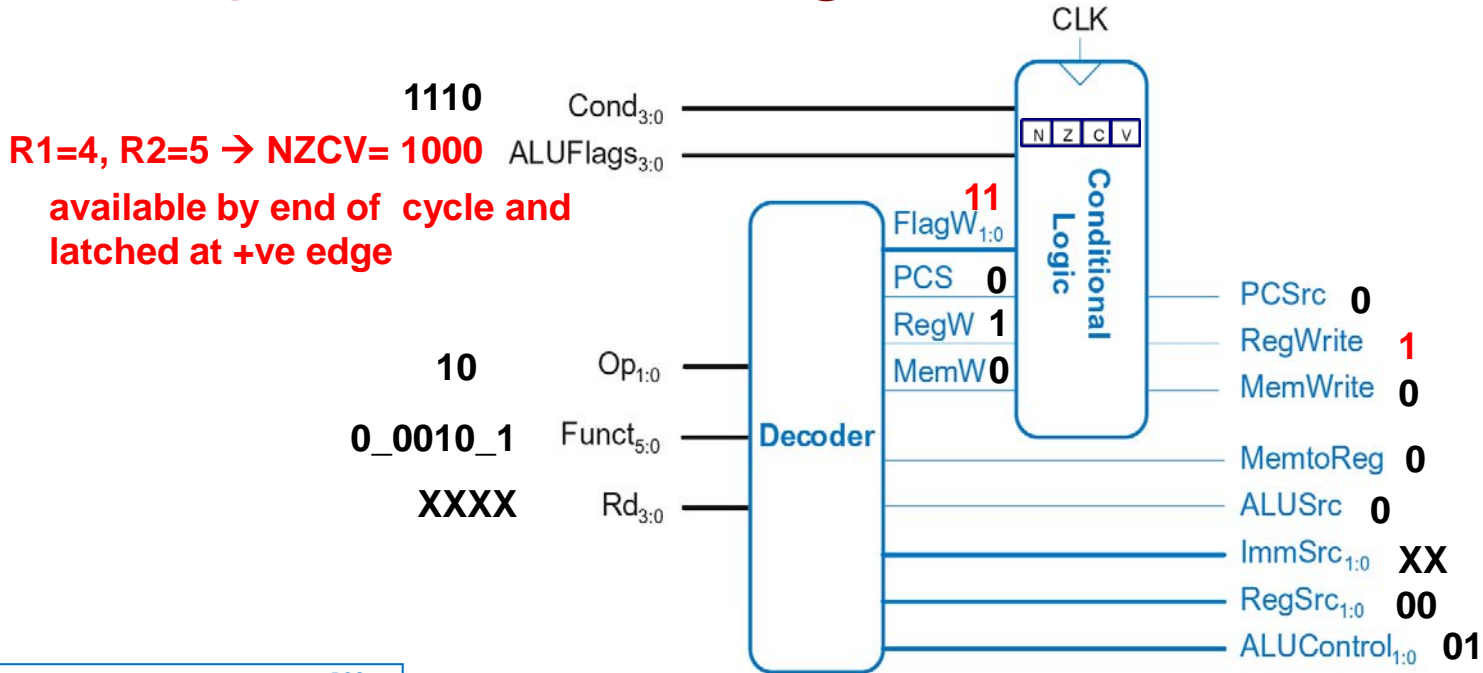 CLK
1110 Cond3:0
N Z C V
R1=4, R2=5 → NZCV= 1000 ALUFlags3:0
available by end of cycle and
latched at +ve edge
Conditional
Logic
11
FlagW1:0
PCS 0
PCSrc 0
RegW 1
RegWrite 1
10 Op1:0
MemW 0
MemWrite 0
0_0010_1 Funct5:0
Decoder
MemtoReg 0
XXXX Rd3:0
ALUSrc 0
ImmSrc1:0 XX
RegSrc1:0 00
ALUControl1:0 01